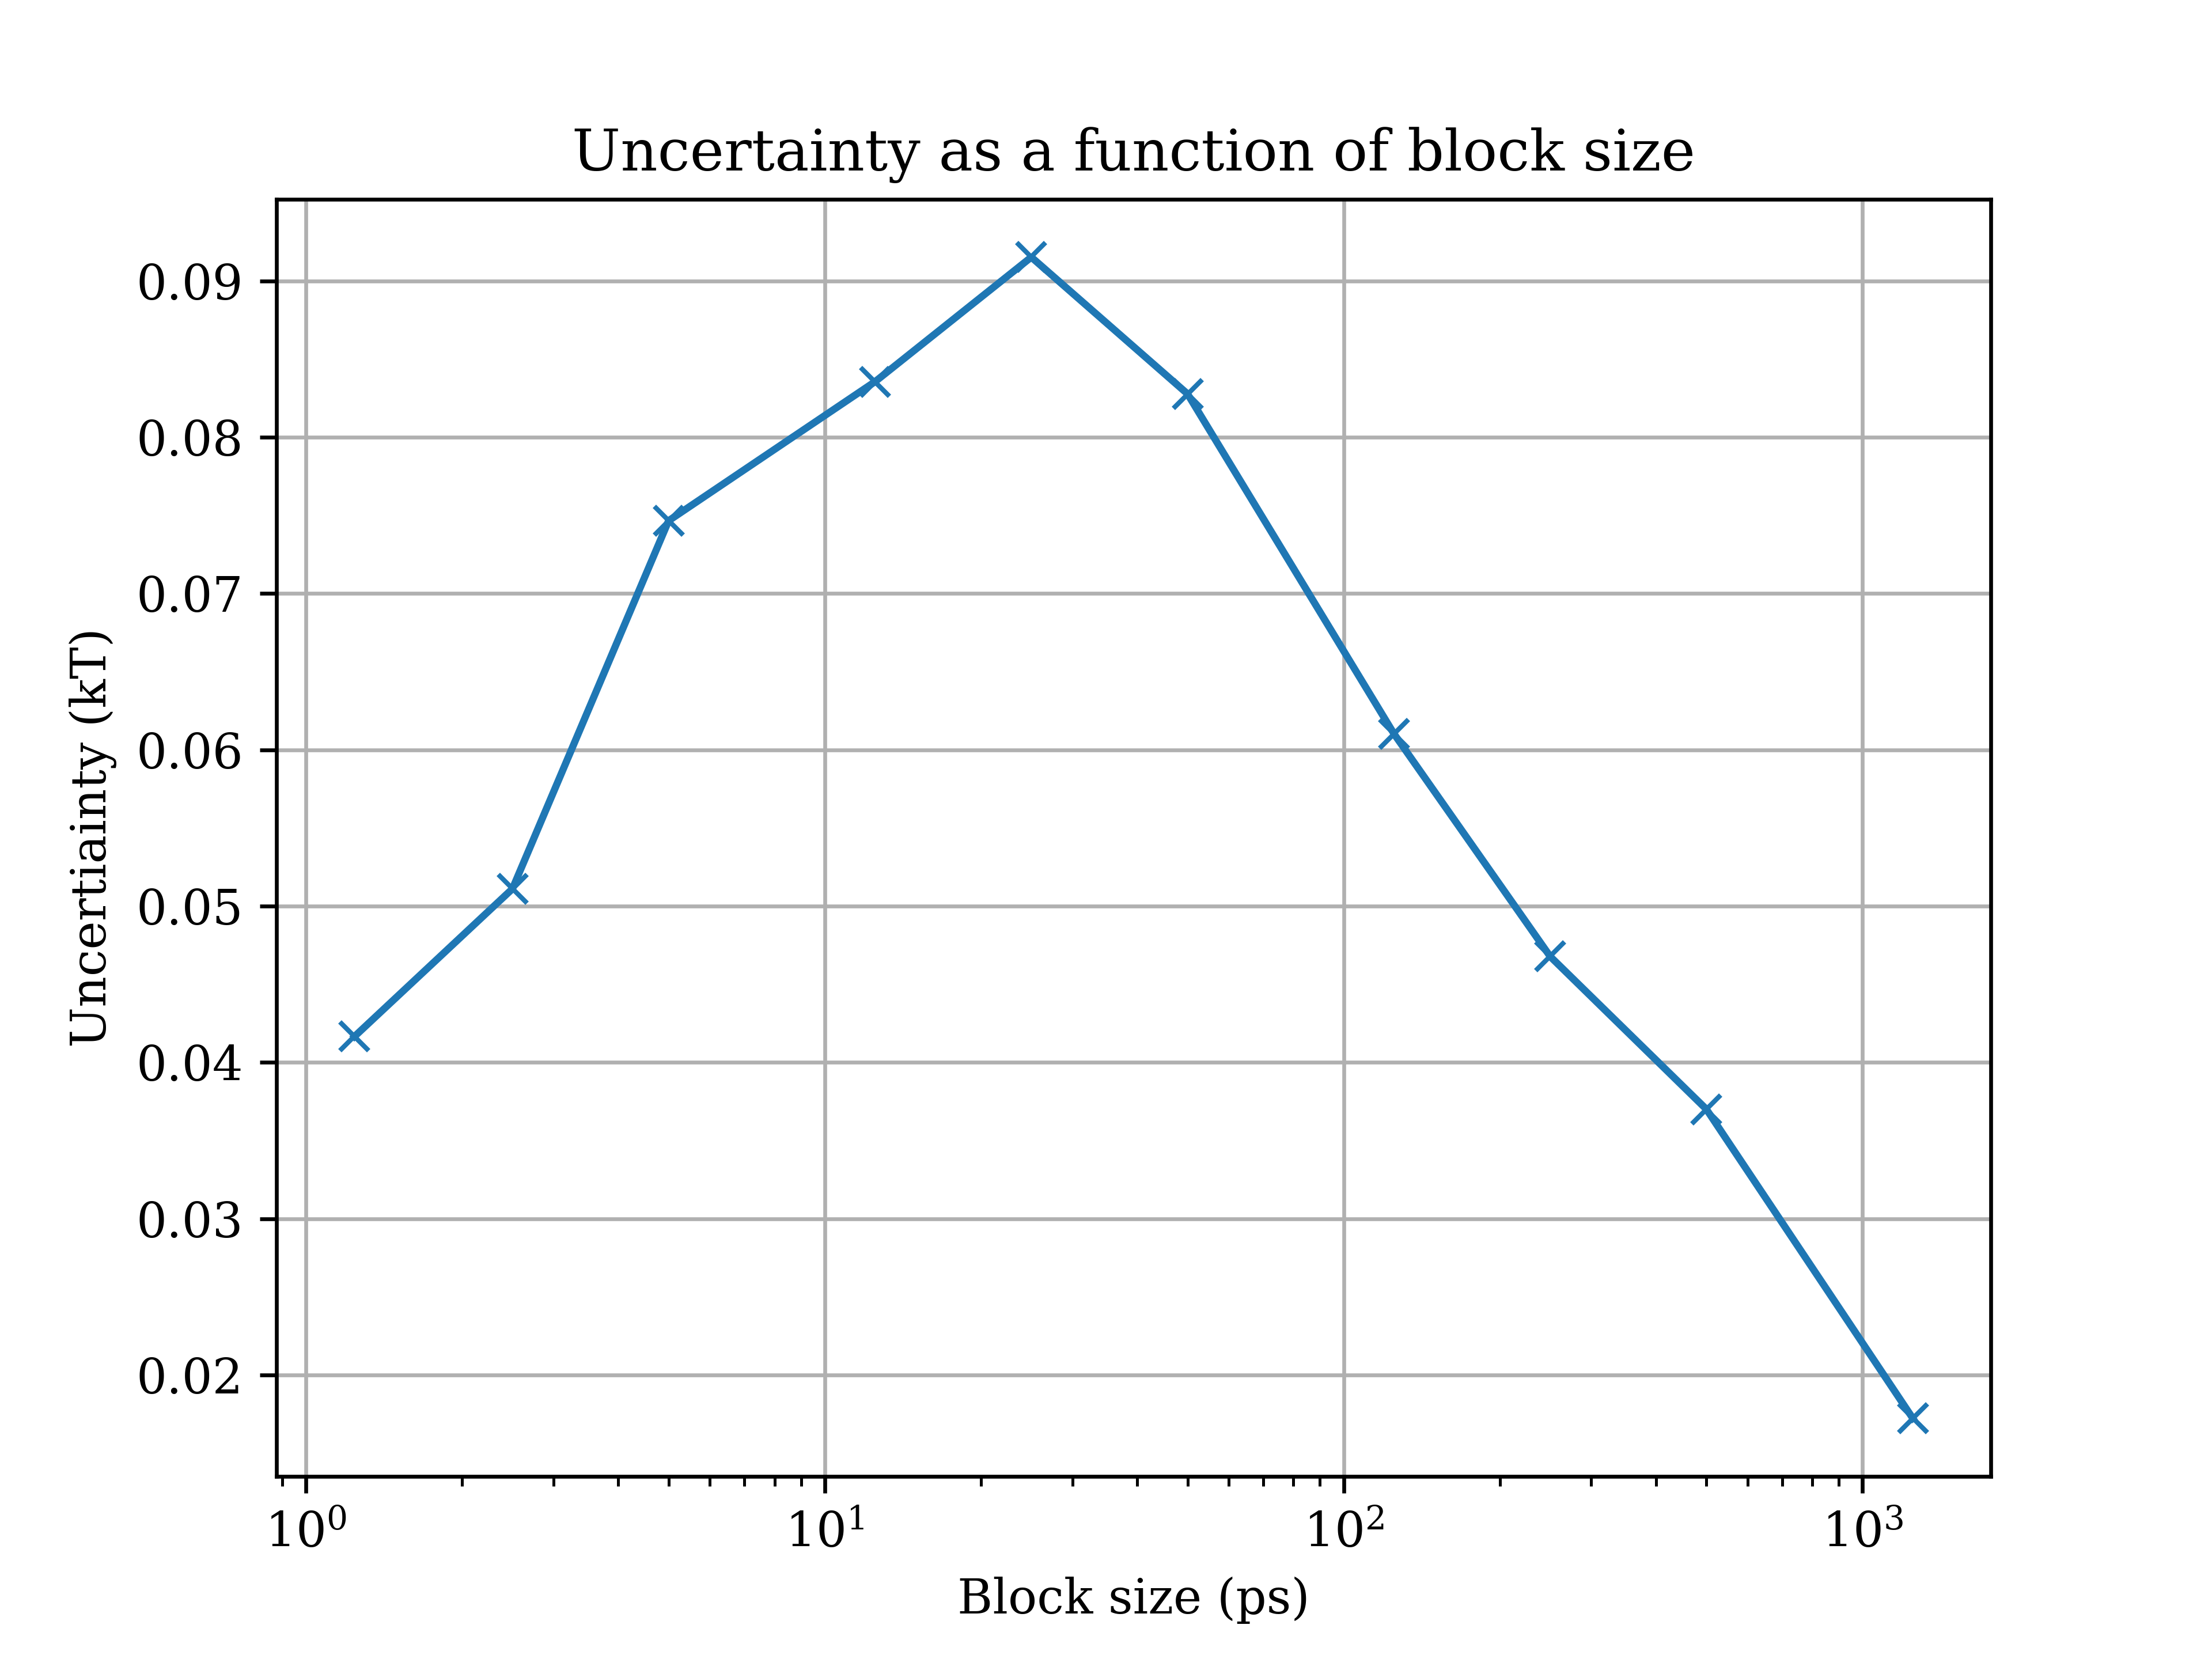 Uncertainty as a function of block size
0.09
0.08
0.07
0.06
0.05
0.04
0.03
0.02
Uncertiainty (kT)
10⁰ 10¹ 10² 10³
Block size (ps)